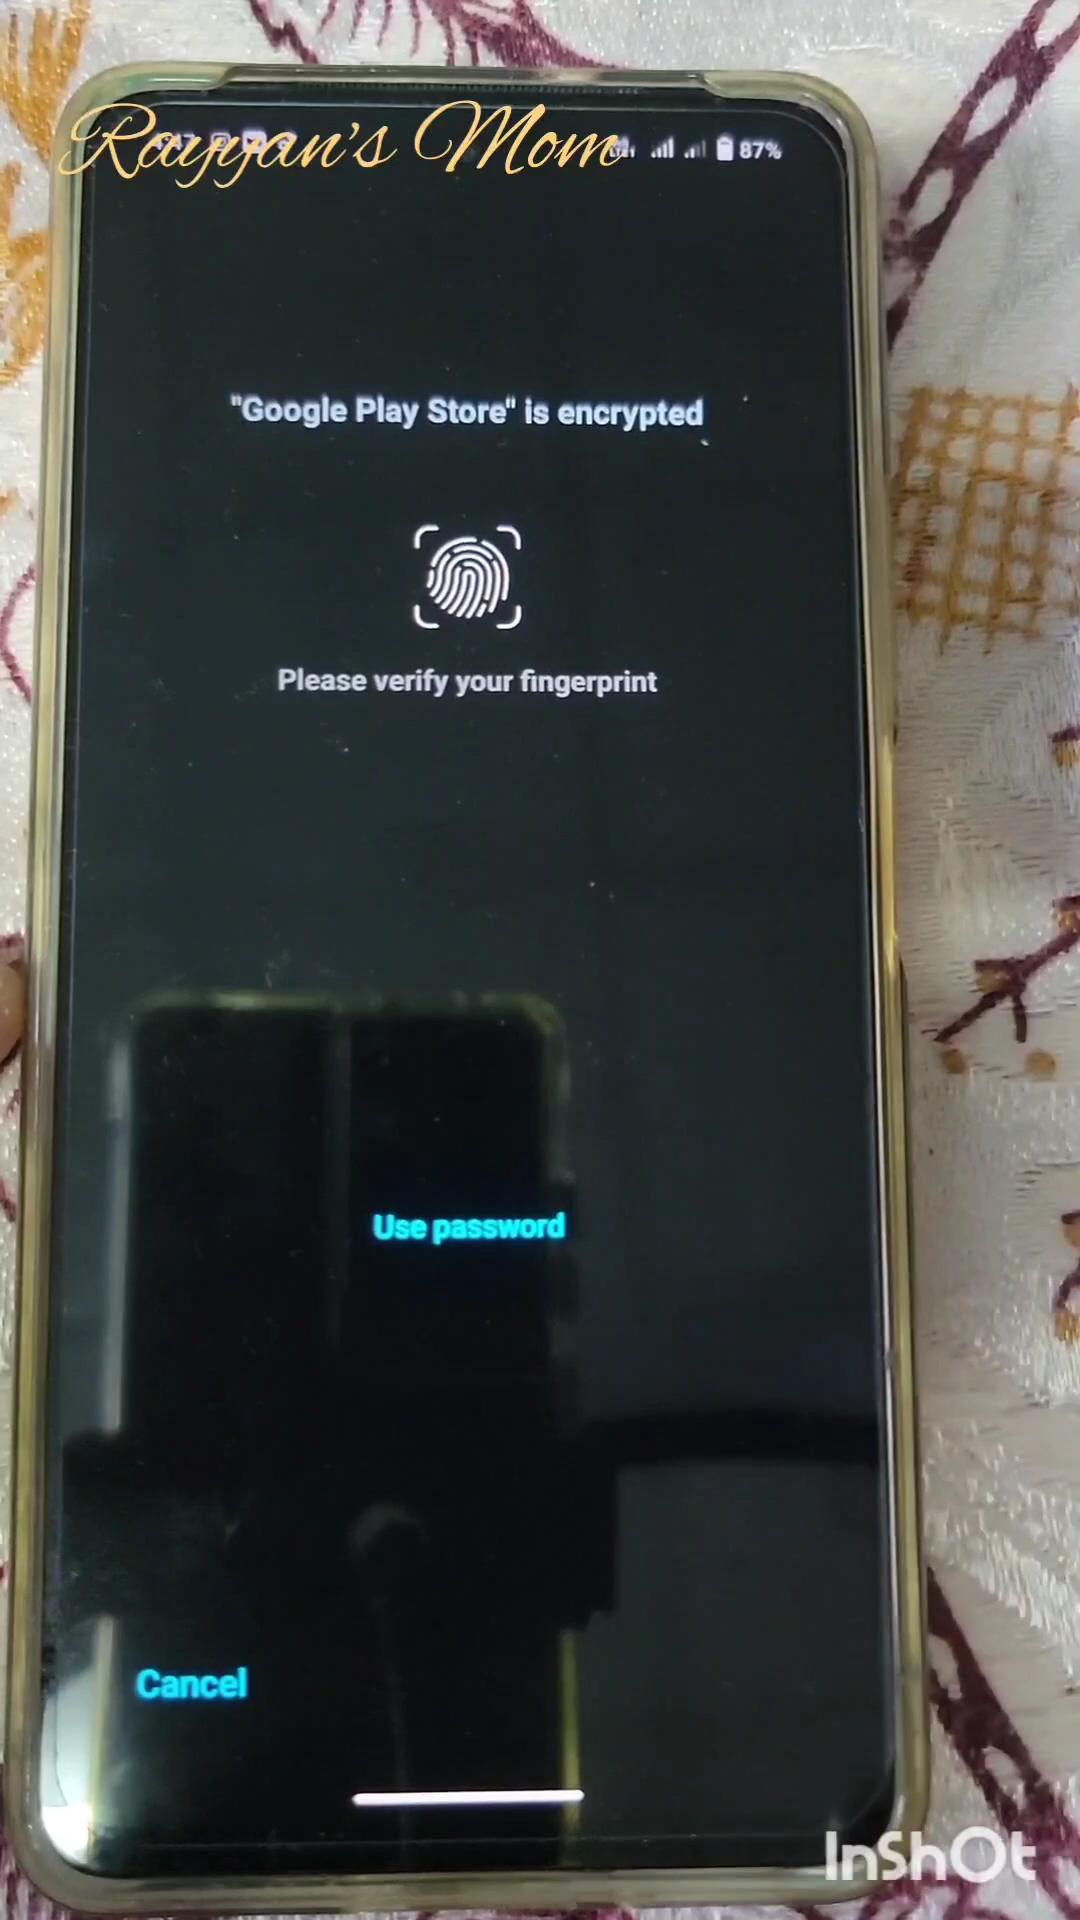 Rayyan's Mom
87%
"Google Play Store" is encrypted
Please verify your fingerprint
Use password
Cancel
InShOt